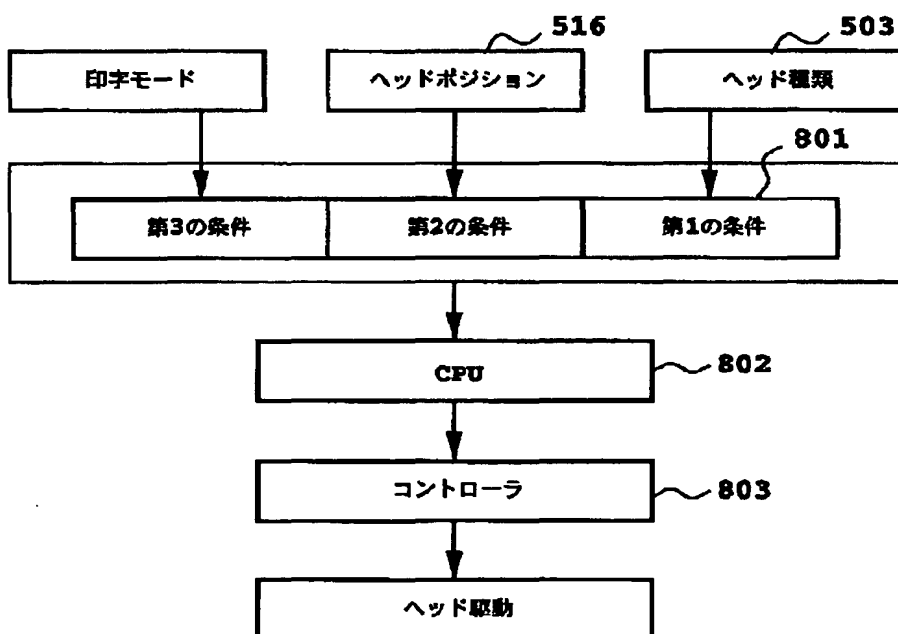 516
503
印字モード
ヘッドポジション
ヘッド種類
801
第3の条件
第2の条件
第1の条件
CPU
802
コントローラ
803
ヘッド駆動